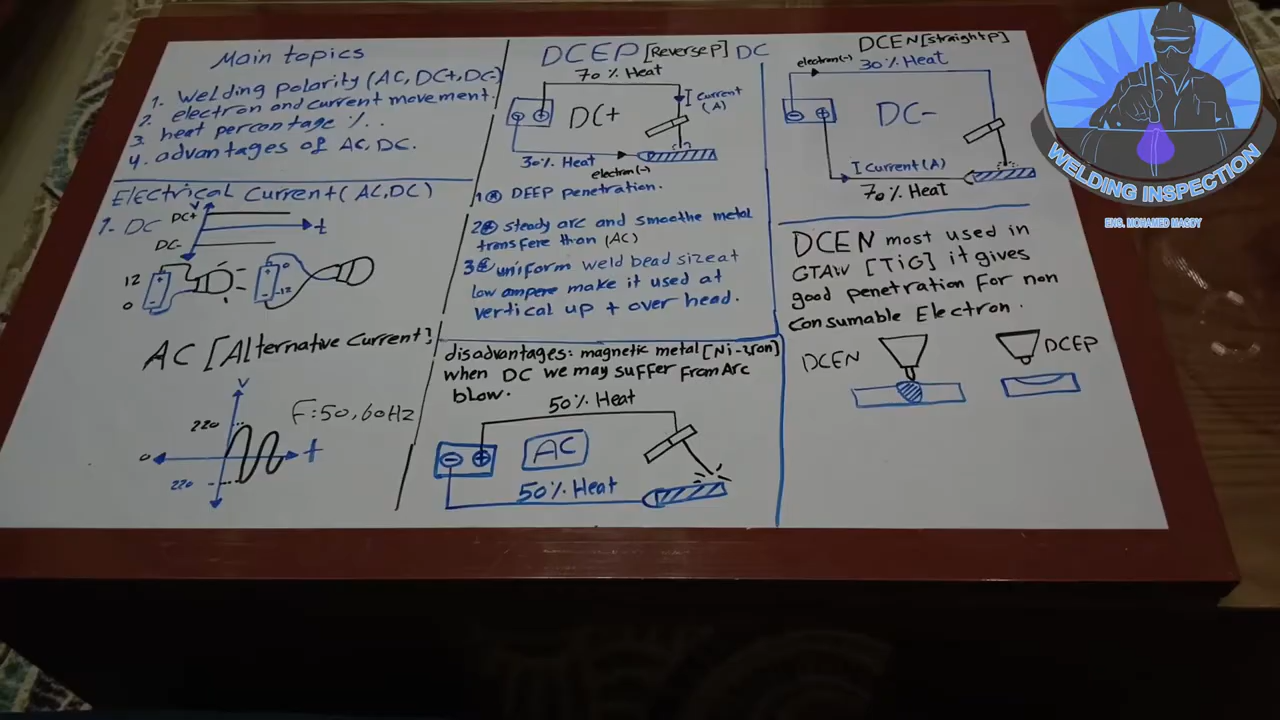 Main topics
1. welding polarity (AC, DC+, DC-)
2. electron and current movement.
3. heat percentage %..
4. advantages of AC, DC.
Electrical Current (AC, DC)
1. DC
V
DC+
t
DC-
12
0
0
12
AC [Alternative Current]
V
F: 50, 60Hz
220
0
t
220
DCEP [Reverse P] DC
70% Heat
I Current
(A)
DC+
30% Heat
electron (-)
1 DEEP penetration.
2 steady arc and smoothe metal
transfere than (AC)
3 uniform weld bead size at
low ampere make it used at
vertical up + over head.
disadvantages: magnetic metal [Ni-iron]
when DC we may suffer From Arc
blow.
50% Heat
AC
50% Heat
DCEN [straight P]
electron (-)
30% Heat
DC-
I Current (A)
70% Heat
DCEN most used in
GTAW [TiG] it gives
good penetration For non
Consumable Electron.
DCEN
DCEP
WELDING INSPECTION
ENG. MOHAMED MAGDY